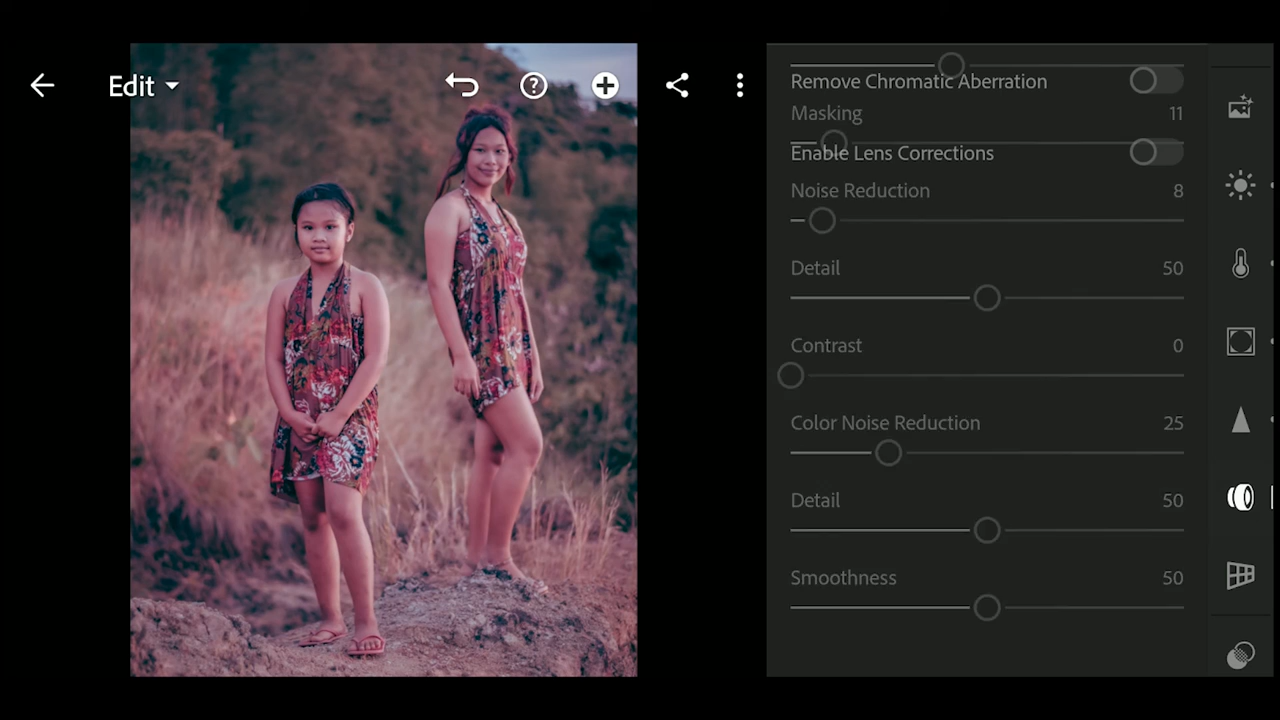 Edit
Remove Chromatic Aberration
Masking 11
Enable Lens Corrections
Noise Reduction 8
Detail 50
Contrast 0
Color Noise Reduction 25
Detail 50
Smoothness 50